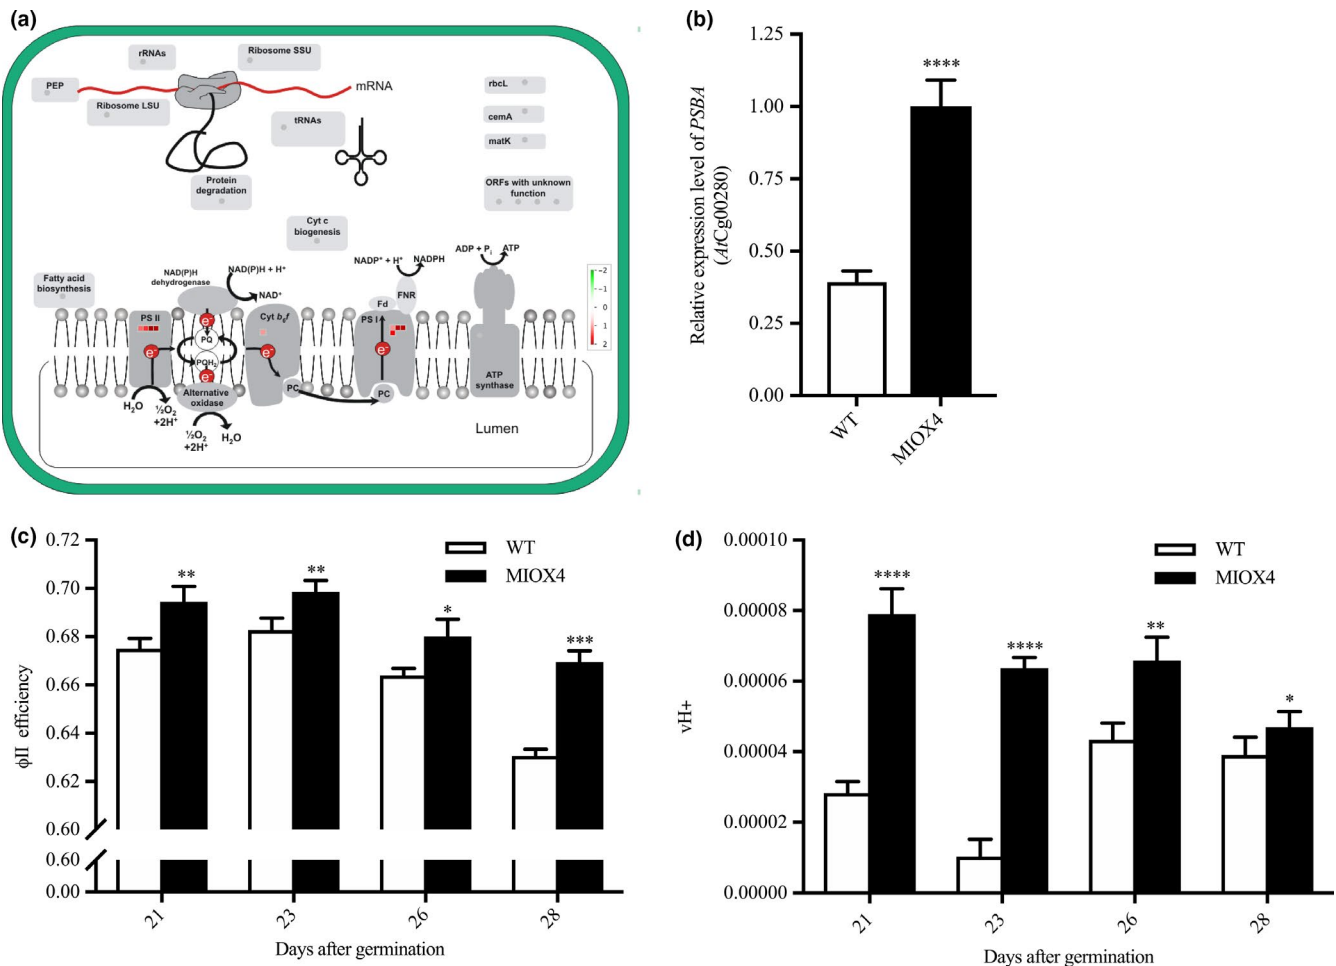 (a)
rRNAs
Ribosome SSU
PEP
mRNA
Ribosome LSU
tRNAs
rbcL
cemA
matK
Protein
degradation
ORFs with unknown
function
Cyt c
biogenesis
Fatty acid
biosynthesis
NAD(P)H
dehydrogenase
NAD(P)H + H⁺
NAD⁺
NADP⁺ + H⁺
NADPH
ADP + Pᵢ
ATP
FNR
Fd
PS II
e⁻
PQ
Cyt b₆f
PS I
−2
−1
0
1
2
e⁻
PQH₂
e⁻
e⁻
e⁻
Alternative
oxidase
PC
PC
ATP
synthase
H₂O
½O₂
+2H⁺
½O₂
+2H⁺
H₂O
Lumen
(b)
Relative expression level of PSBA
(AtCg00280)
1.25
1.00
0.75
0.50
0.25
0.00
****
WT
MIOX4
(c)
ϕII efficiency
0.72
0.70
0.68
0.66
0.64
0.62
0.60
0.60
0.00
WT
MIOX4
**
**
*
***
21
23
26
28
Days after germination
(d)
vH+
0.00010
0.00008
0.00006
0.00004
0.00002
0.00000
WT
MIOX4
****
****
**
*
21
23
26
28
Days after germination